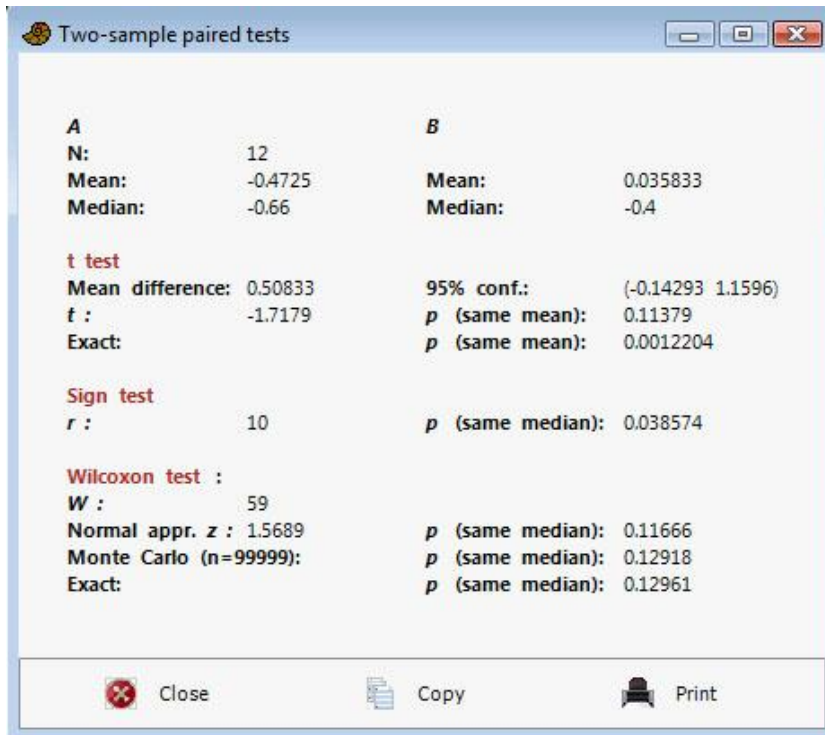 Two-sample paired tests
A B
N: 12
Mean: -0.4725 Mean: 0.035833
Median: -0.66 Median: -0.4
t test
Mean difference: 0.50833 95% conf.: (-0.14293 1.1596)
t : -1.7179 p (same mean): 0.11379
Exact: p (same mean): 0.0012204
Sign test
r : 10 p (same median): 0.038574
Wilcoxon test :
W : 59
Normal appr. z : 1.5689 p (same median): 0.11666
Monte Carlo (n=99999): p (same median): 0.12918
Exact: p (same median): 0.12961
Close Copy Print